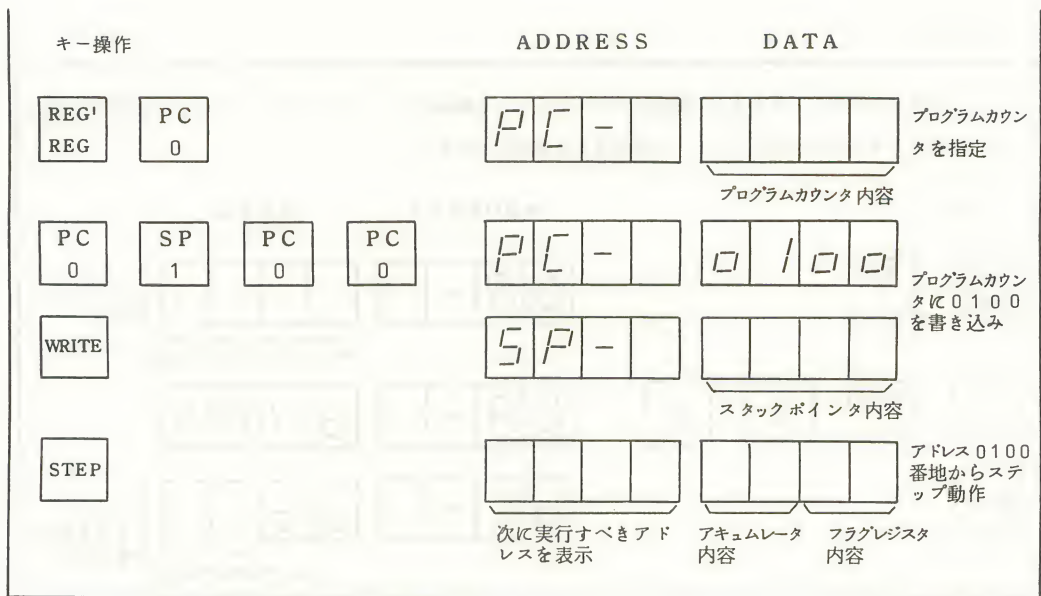 キー操作 ADDRESS DATA
REG' PC
REG 0
PC-
プログラムカウン
タを指定
プログラムカウンタ内容
PC SP PC PC
0 1 0 0
PC- 0100
プログラムカウン
タに0100
を書き込み
WRITE
SP-
スタックポインタ内容
STEP
アドレス0100
番地からステ
ップ動作
次に実行すべきアド
レスを表示
アキュムレータ
内容
フラグレジスタ
内容